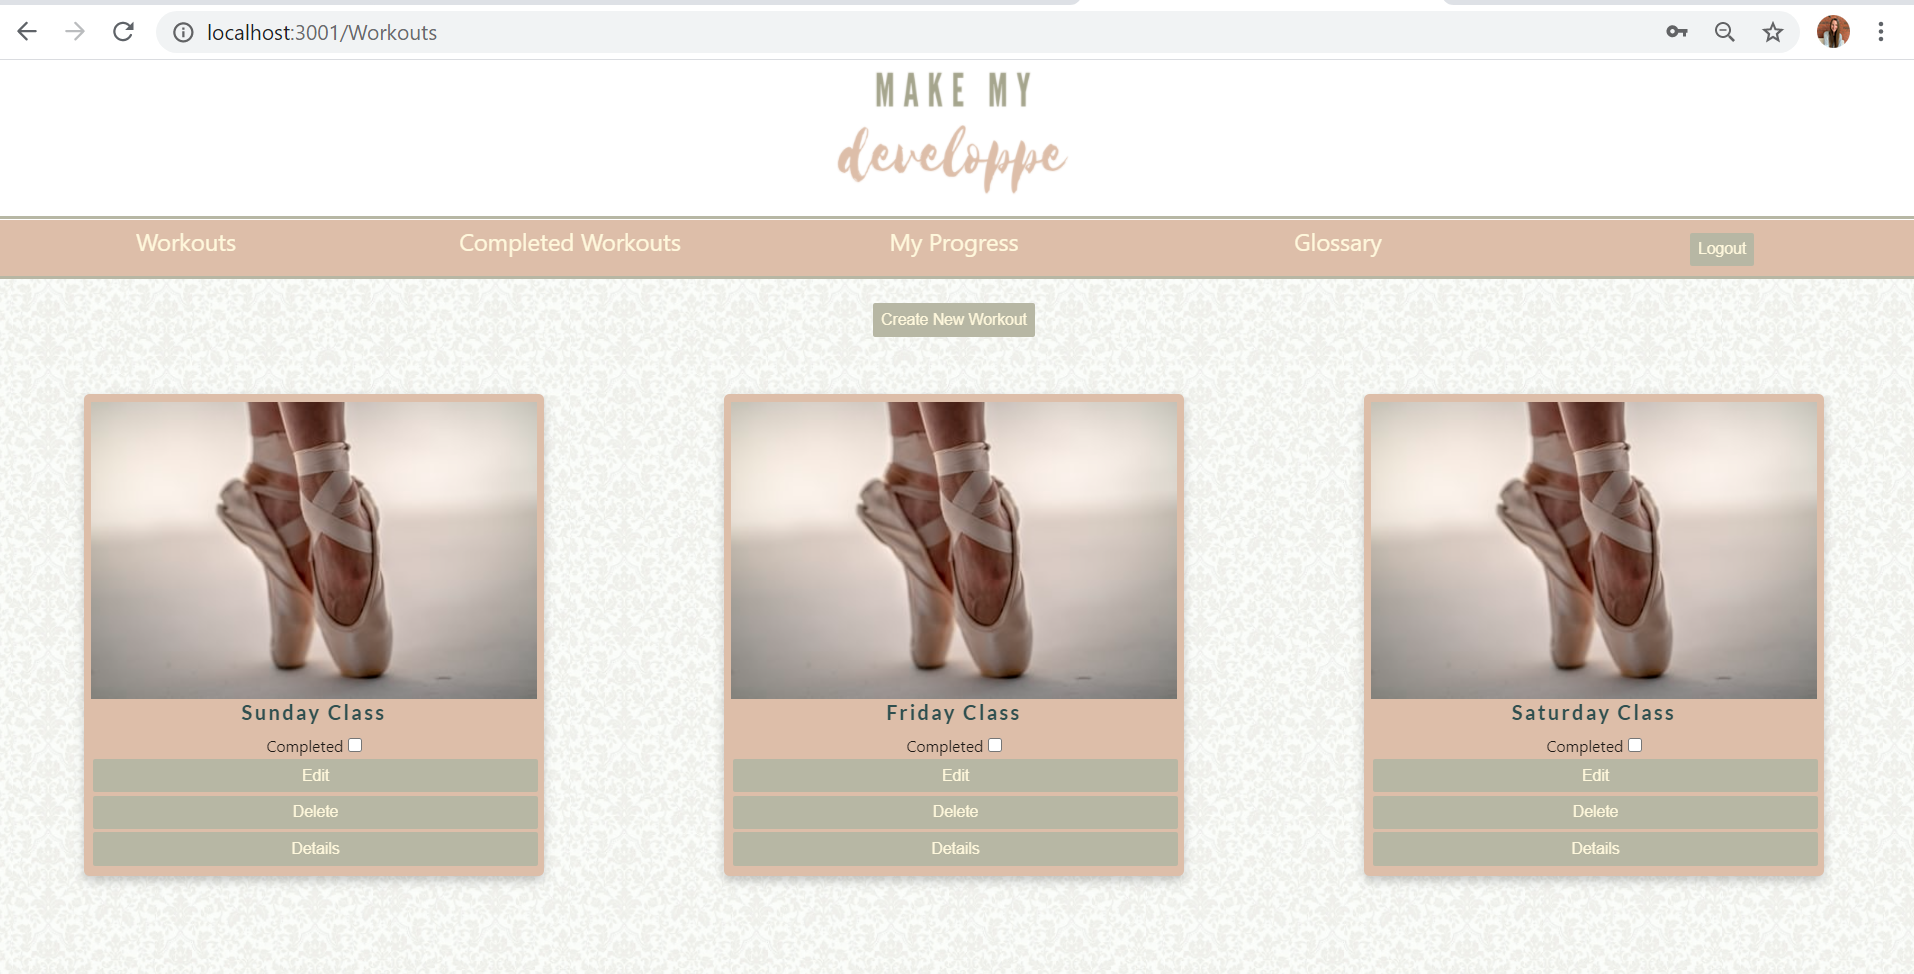 localhost:3001/Workouts
MAKE MY
developpe
Workouts Completed Workouts My Progress Glossary Logout
Create New Workout
Sunday Class Friday Class Saturday Class
Completed Completed Completed
Edit Edit Edit
Delete Delete Delete
Details Details Details